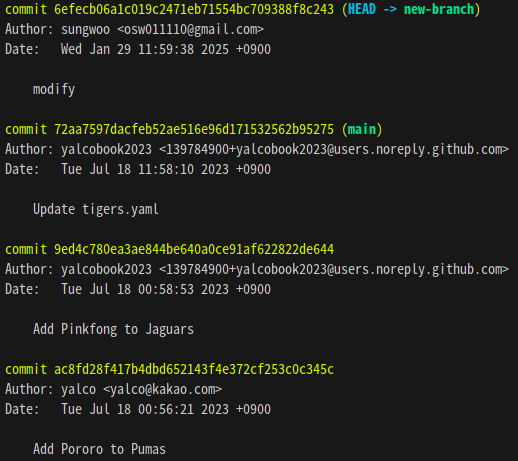 commit 6efecb06a1c019c2471eb71554bc709388f8c243 (HEAD -> new-branch)
Author: sungwoo <osw011110@gmail.com>
Date:   Wed Jan 29 11:59:38 2025 +0900
modify
commit 72aa7597dacfeb52ae516e96d171532562b95275 (main)
Author: yalcobook2023 <139784900+yalcobook2023@users.noreply.github.com>
Date:   Tue Jul 18 11:58:10 2023 +0900
Update tigers.yaml
commit 9ed4c780ea3ae844be640a0ce91af622822de644
Author: yalcobook2023 <139784900+yalcobook2023@users.noreply.github.com>
Date:   Tue Jul 18 00:58:53 2023 +0900
Add Pinkfong to Jaguars
commit ac8fd28f417b4dbd652143f4e372cf253c0c345c
Author: yalco <yalco@kakao.com>
Date:   Tue Jul 18 00:56:21 2023 +0900
Add Pororo to Pumas